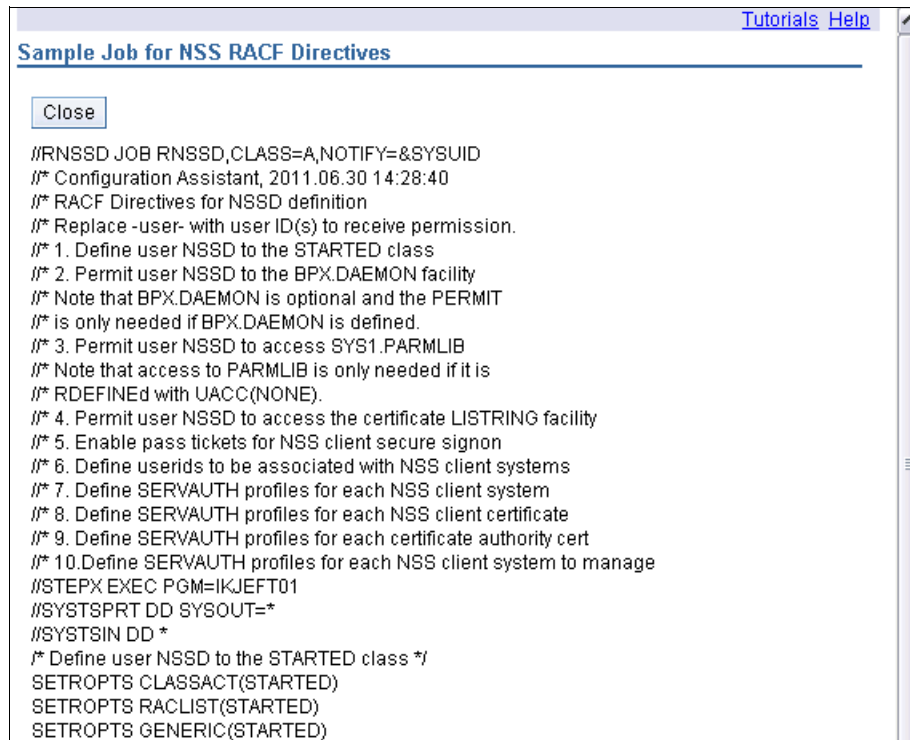 Tutorials Help
Sample Job for NSS RACF Directives
Close
//RNSSD JOB RNSSD,CLASS=A,NOTIFY=&SYSUID
//* Configuration Assistant, 2011.06.30 14:28:40
//* RACF Directives for NSSD definition
//* Replace -user- with user ID(s) to receive permission.
//* 1. Define user NSSD to the STARTED class
//* 2. Permit user NSSD to the BPX.DAEMON facility
//* Note that BPX.DAEMON is optional and the PERMIT
//* is only needed if BPX.DAEMON is defined.
//* 3. Permit user NSSD to access SYS1.PARMLIB
//* Note that access to PARMLIB is only needed if it is
//* RDEFINEd with UACC(NONE).
//* 4. Permit user NSSD to access the certificate LISTRING facility
//* 5. Enable pass tickets for NSS client secure signon
//* 6. Define userids to be associated with NSS client systems
//* 7. Define SERVAUTH profiles for each NSS client system
//* 8. Define SERVAUTH profiles for each NSS client certificate
//* 9. Define SERVAUTH profiles for each certificate authority cert
//* 10.Define SERVAUTH profiles for each NSS client system to manage
//STEPX EXEC PGM=IKJEFT01
//SYSTSPRT DD SYSOUT=*
//SYSTSIN DD *
/* Define user NSSD to the STARTED class */
SETROPTS CLASSACT(STARTED)
SETROPTS RACLIST(STARTED)
SETROPTS GENERIC(STARTED)